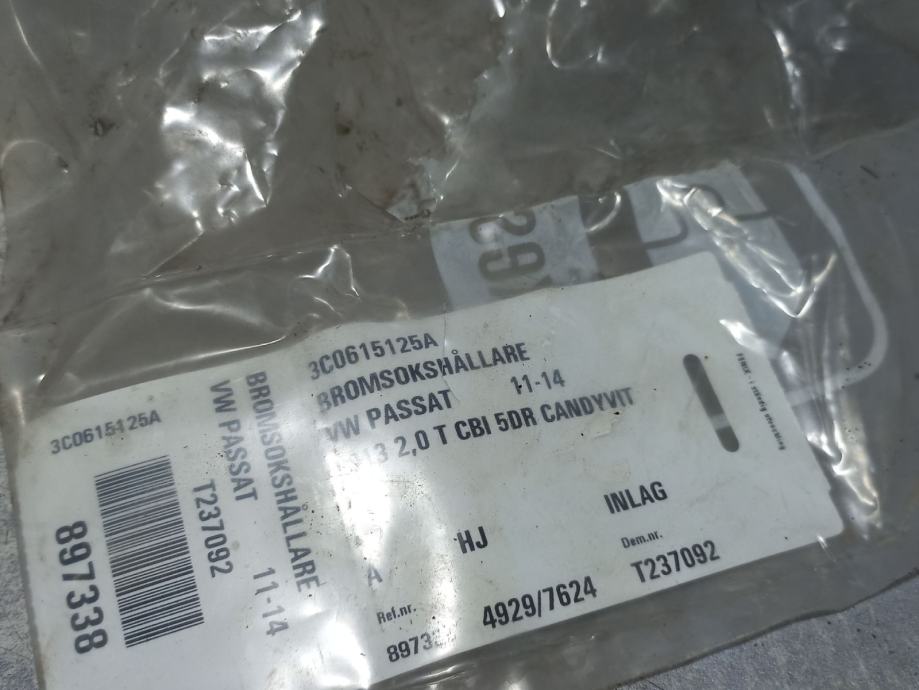 3C0615125A
BROMSOKSHÅLLARE
VW PASSAT 11-14
2,0 T CBI 5DR CANDYVIT
HJ INLAG
A
Ref.nr. Dem.nr.
4929/7624 T237092
3C0615125A
BROMSOKSHÅLLARE
VW PASSAT 11-14
T237092
897338